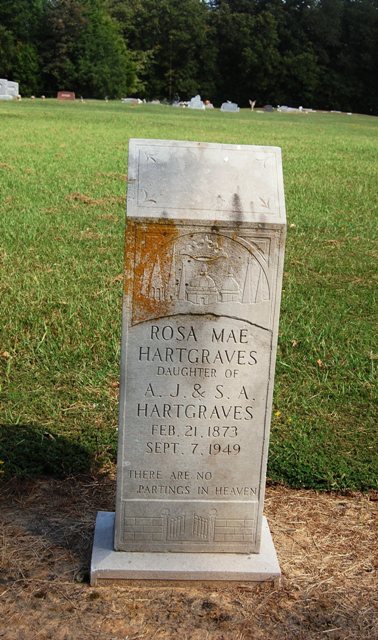 ROSA MAE
HARTGRAVES
DAUGHTER OF
A. J. & S. A.
HARTGRAVES
FEB. 21, 1873
SEPT. 7, 1949
THERE ARE NO
PARTINGS IN HEAVEN